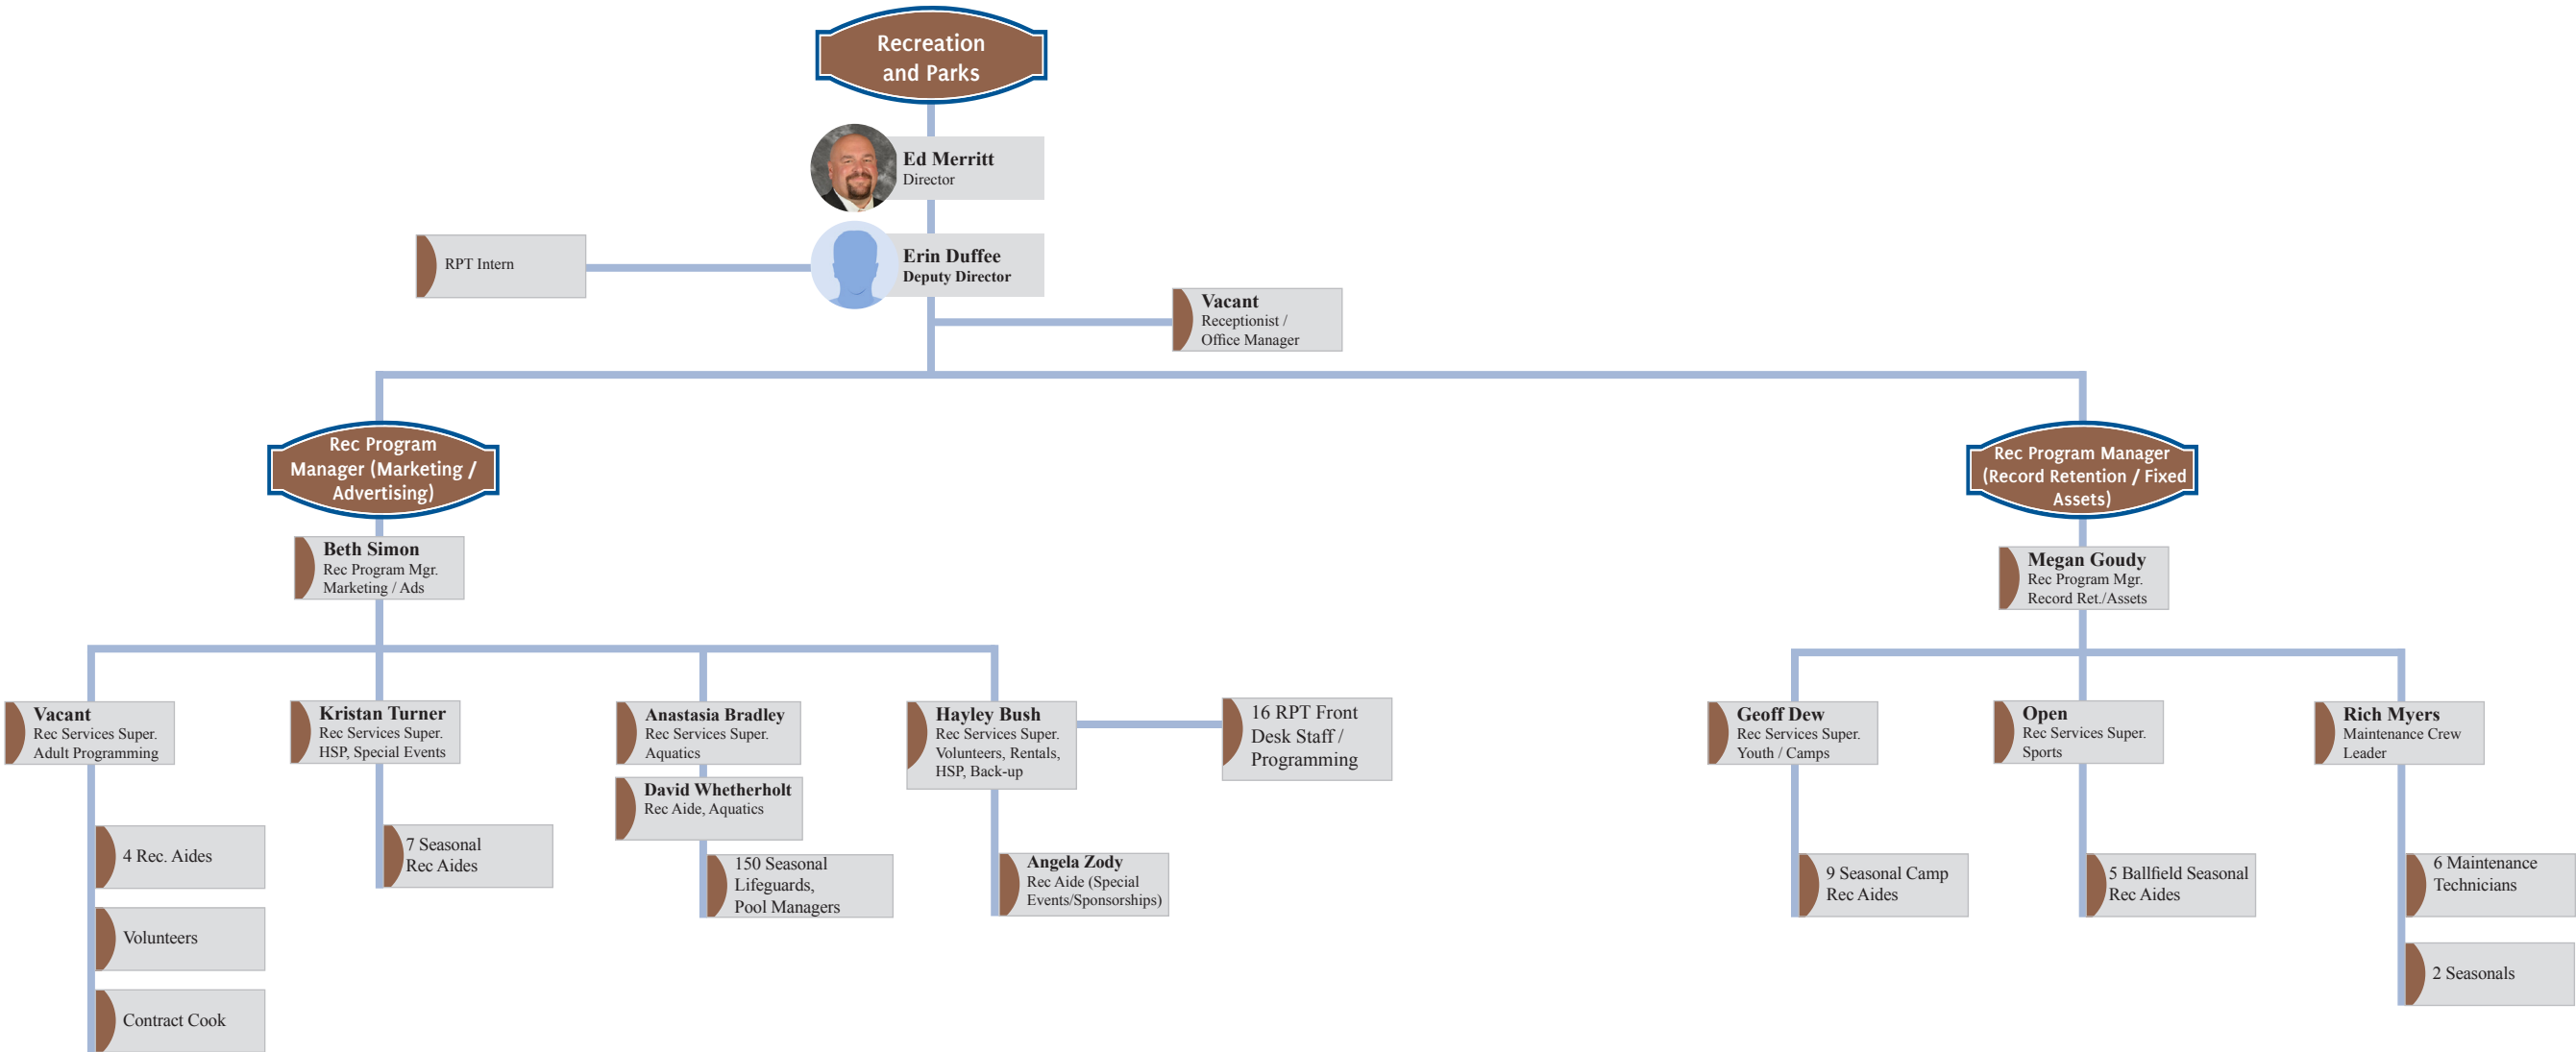 Recreation
and Parks
Ed Merritt
Director
RPT Intern
Erin Duffee
Deputy Director
Vacant
Receptionist /
Office Manager
Rec Program
Manager (Marketing /
Advertising)
Rec Program Manager
(Record Retention / Fixed
Assets)
Beth Simon
Rec Program Mgr.
Marketing / Ads
Megan Goudy
Rec Program Mgr.
Record Ret./Assets
Vacant
Rec Services Super.
Adult Programming
Kristan Turner
Rec Services Super.
HSP, Special Events
Anastasia Bradley
Rec Services Super.
Aquatics
Hayley Bush
Rec Services Super.
Volunteers, Rentals,
HSP, Back-up
16 RPT Front
Desk Staff /
Programming
Geoff Dew
Rec Services Super.
Youth / Camps
Open
Rec Services Super.
Sports
Rich Myers
Maintenance Crew
Leader
David Whetherholt
Rec Aide, Aquatics
4 Rec. Aides
7 Seasonal
Rec Aides
150 Seasonal
Lifeguards,
Pool Managers
Angela Zody
Rec Aide (Special
Events/Sponsorships)
9 Seasonal Camp
Rec Aides
5 Ballfield Seasonal
Rec Aides
6 Maintenance
Technicians
Volunteers
2 Seasonals
Contract Cook